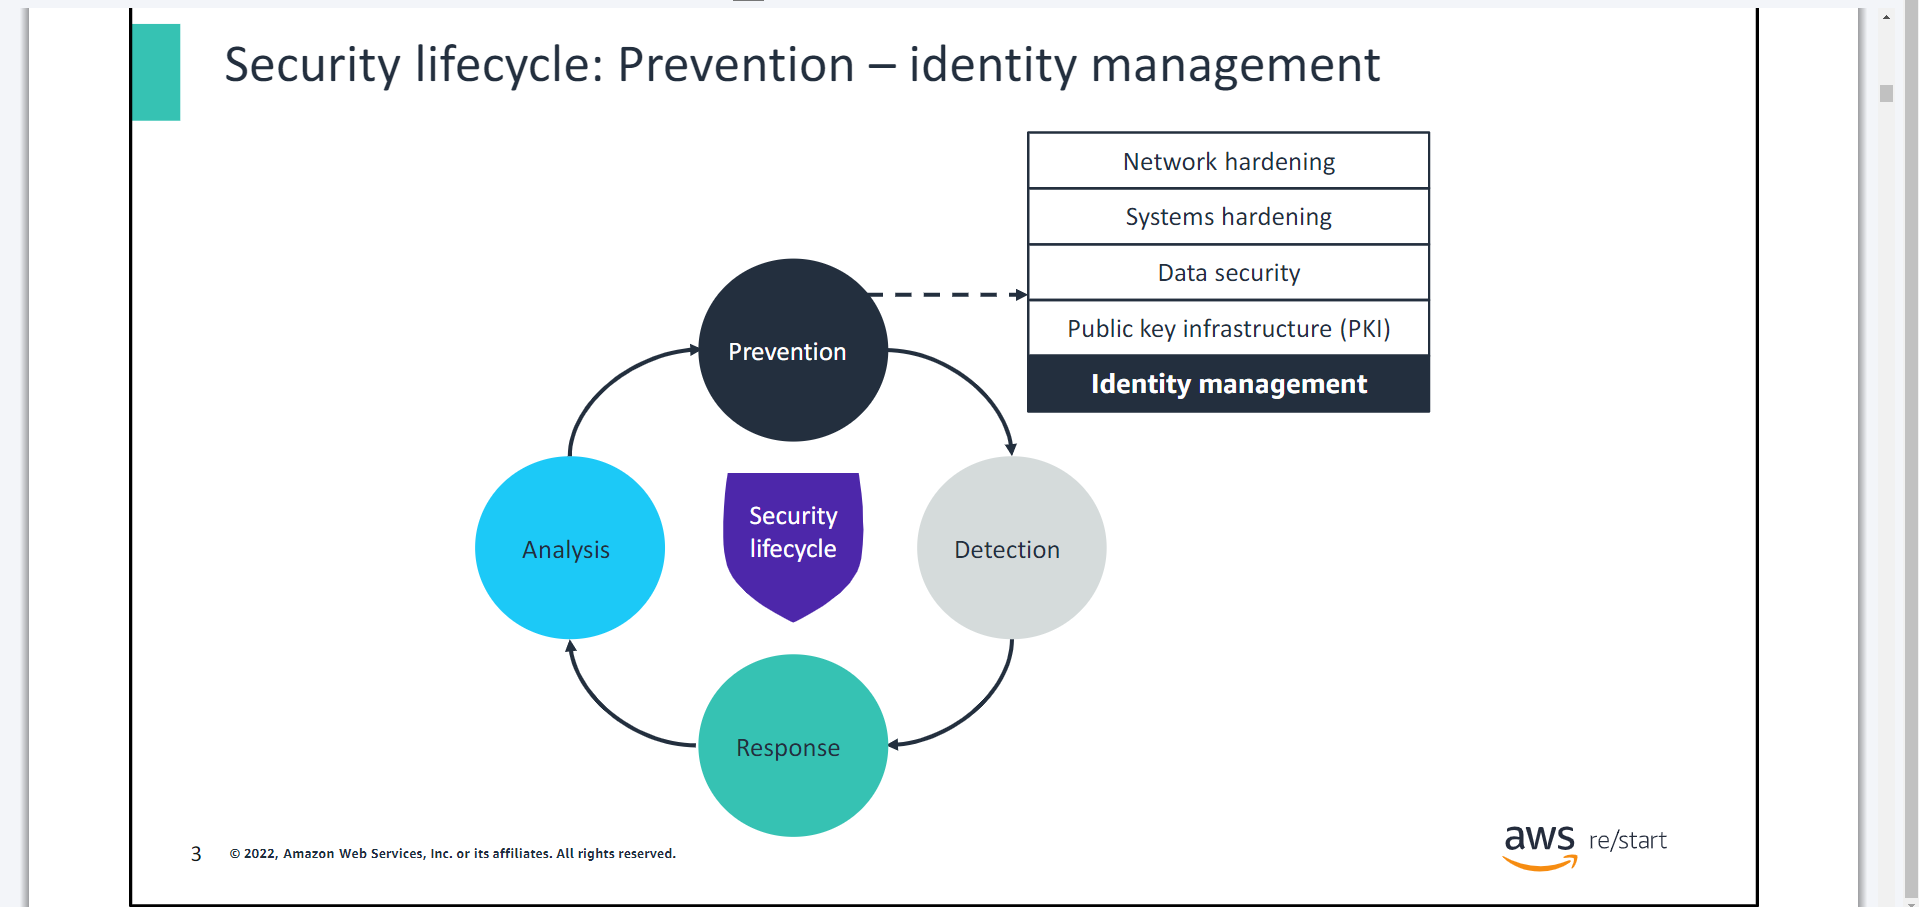 Security lifecycle: Prevention – identity management
Network hardening
Systems hardening
Data security
Public key infrastructure (PKI)
Identity management
Prevention
Security
lifecycle
Analysis
Detection
Response
3
© 2022, Amazon Web Services, Inc. or its affiliates. All rights reserved.
aws re/start